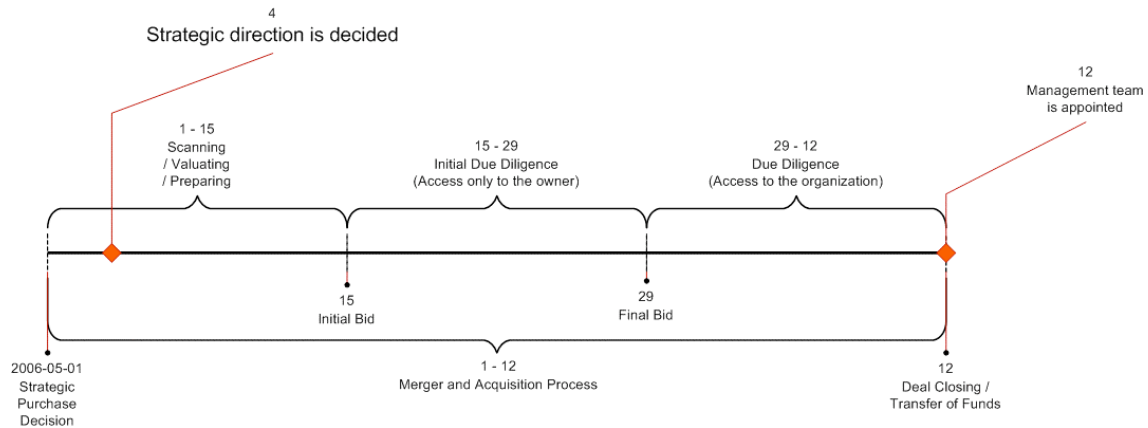 4
Strategic direction is decided
12
Management team
is appointed
1 - 15
Scanning
/ Valuating
/ Preparing
15 - 29
Initial Due Diligence
(Access only to the owner)
29 - 12
Due Diligence
(Access to the organization)
15
Initial Bid
29
Final Bid
2006-05-01
Strategic
Purchase
Decision
1 - 12
Merger and Acquisition Process
12
Deal Closing /
Transfer of Funds